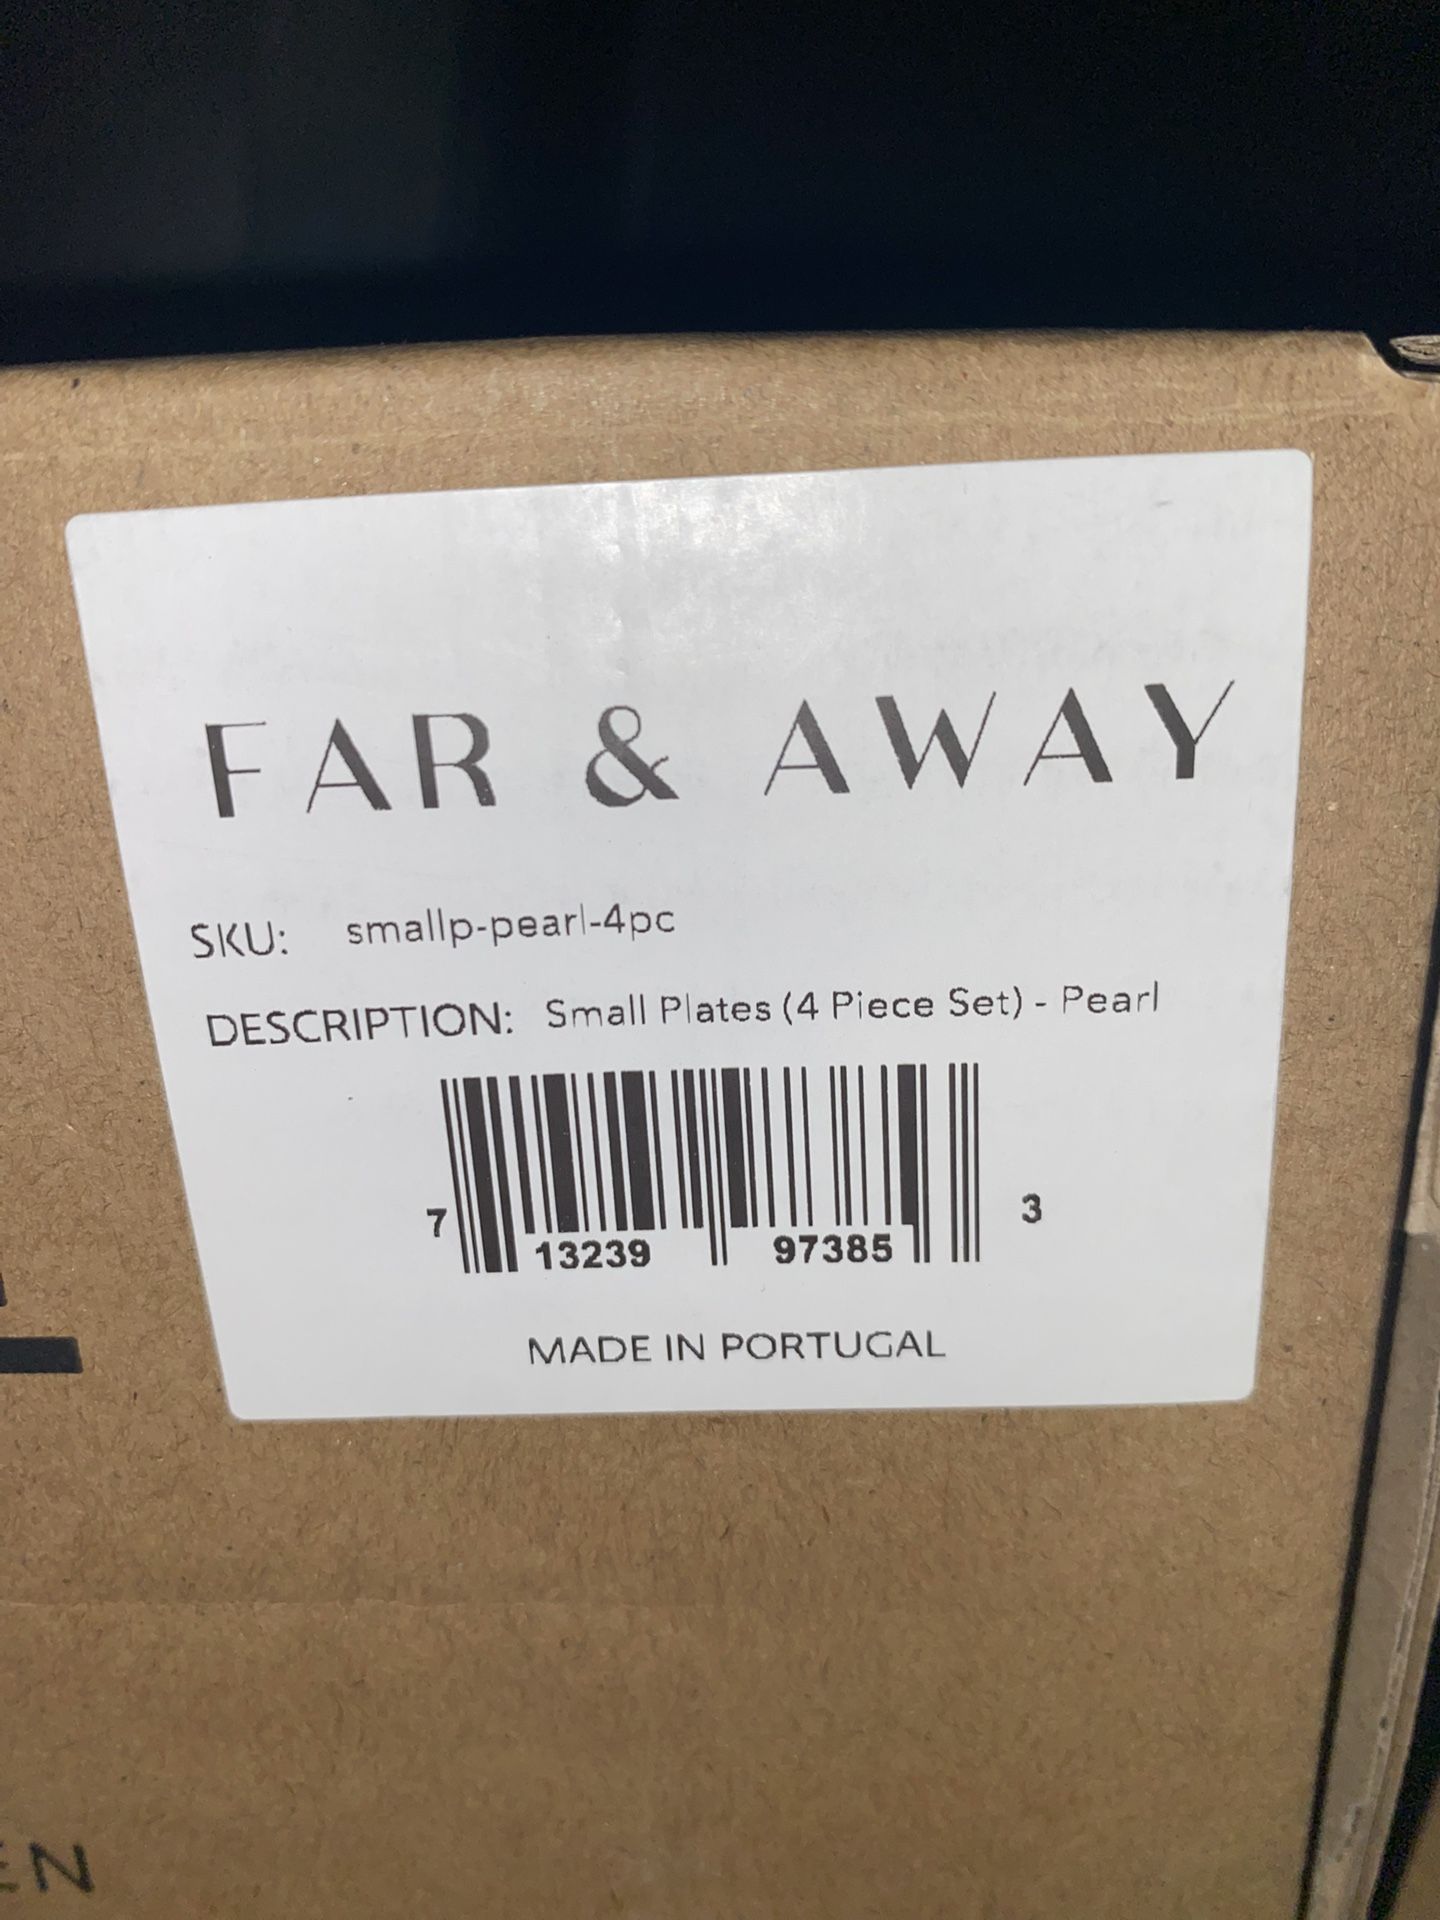 FAR & AWAY
SKU: smallp-pearl-4pc
DESCRIPTION: Small Plates (4 Piece Set) - Pearl
7 13239 97385 3
MADE IN PORTUGAL
EN